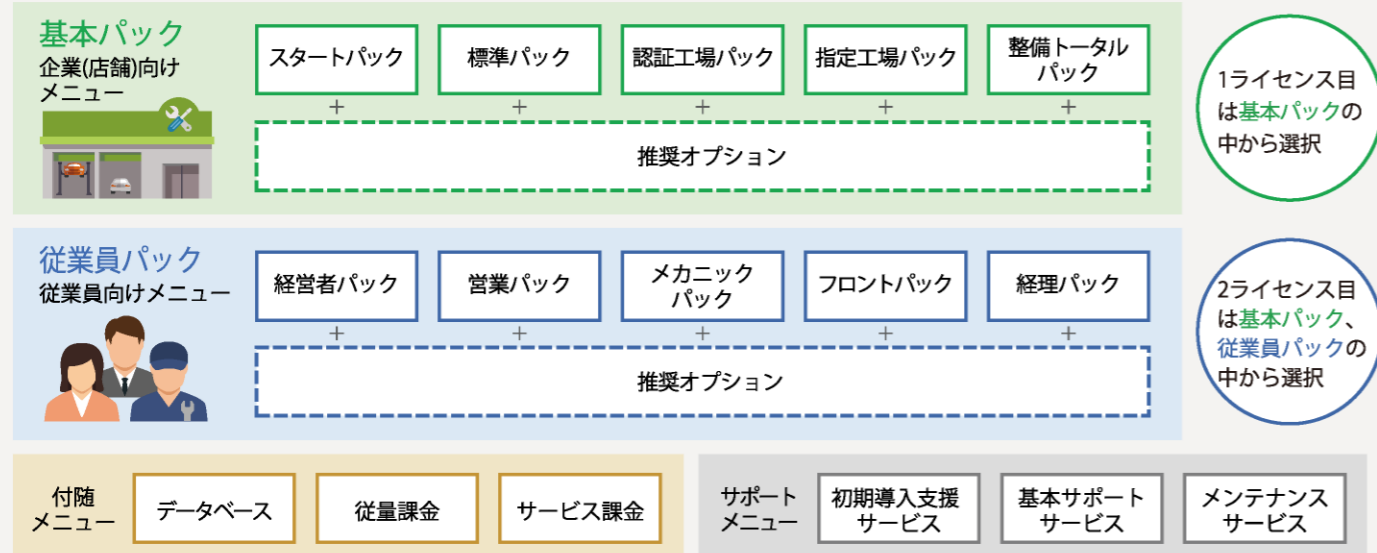 基本パック
企業(店舗)向け
メニュー
スタートパック
標準パック
認証工場パック
指定工場パック
整備トータル
パック
+
+
+
+
+
推奨オプション
1ライセンス目
は基本パックの
中から選択
従業員パック
従業員向けメニュー
経営者パック
営業パック
メカニック
パック
フロントパック
経理パック
+
+
+
+
+
推奨オプション
2ライセンス目
は基本パック、
従業員パックの
中から選択
付随
メニュー
データベース
従量課金
サービス課金
サポート
メニュー
初期導入支援
サービス
基本サポート
サービス
メンテナンス
サービス